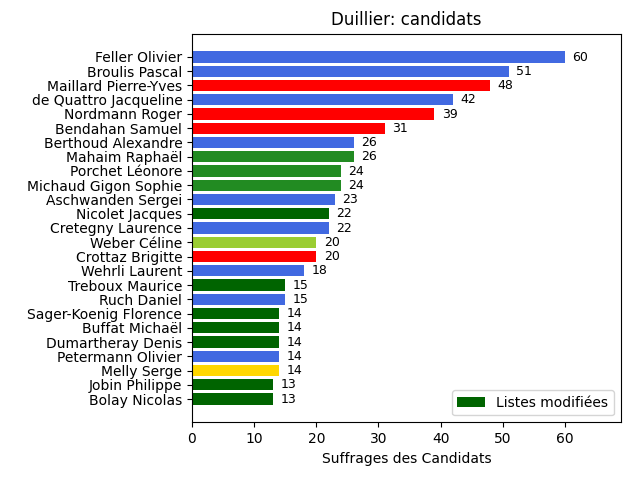 Duillier: candidats
Feller Olivier 60
Broulis Pascal 51
Maillard Pierre-Yves 48
de Quattro Jacqueline 42
Nordmann Roger 39
Bendahan Samuel 31
Berthoud Alexandre 26
Mahaim Raphaël 26
Porchet Léonore 24
Michaud Gigon Sophie 24
Aschwanden Sergei 23
Nicolet Jacques 22
Cretegny Laurence 22
Weber Céline 20
Crottaz Brigitte 20
Wehrli Laurent 18
Treboux Maurice 15
Ruch Daniel 15
Sager-Koenig Florence 14
Buffat Michaël 14
Dumartheray Denis 14
Petermann Olivier 14
Melly Serge 14
Jobin Philippe 13
Bolay Nicolas 13
Listes modifiées
0 10 20 30 40 50 60
Suffrages des Candidats